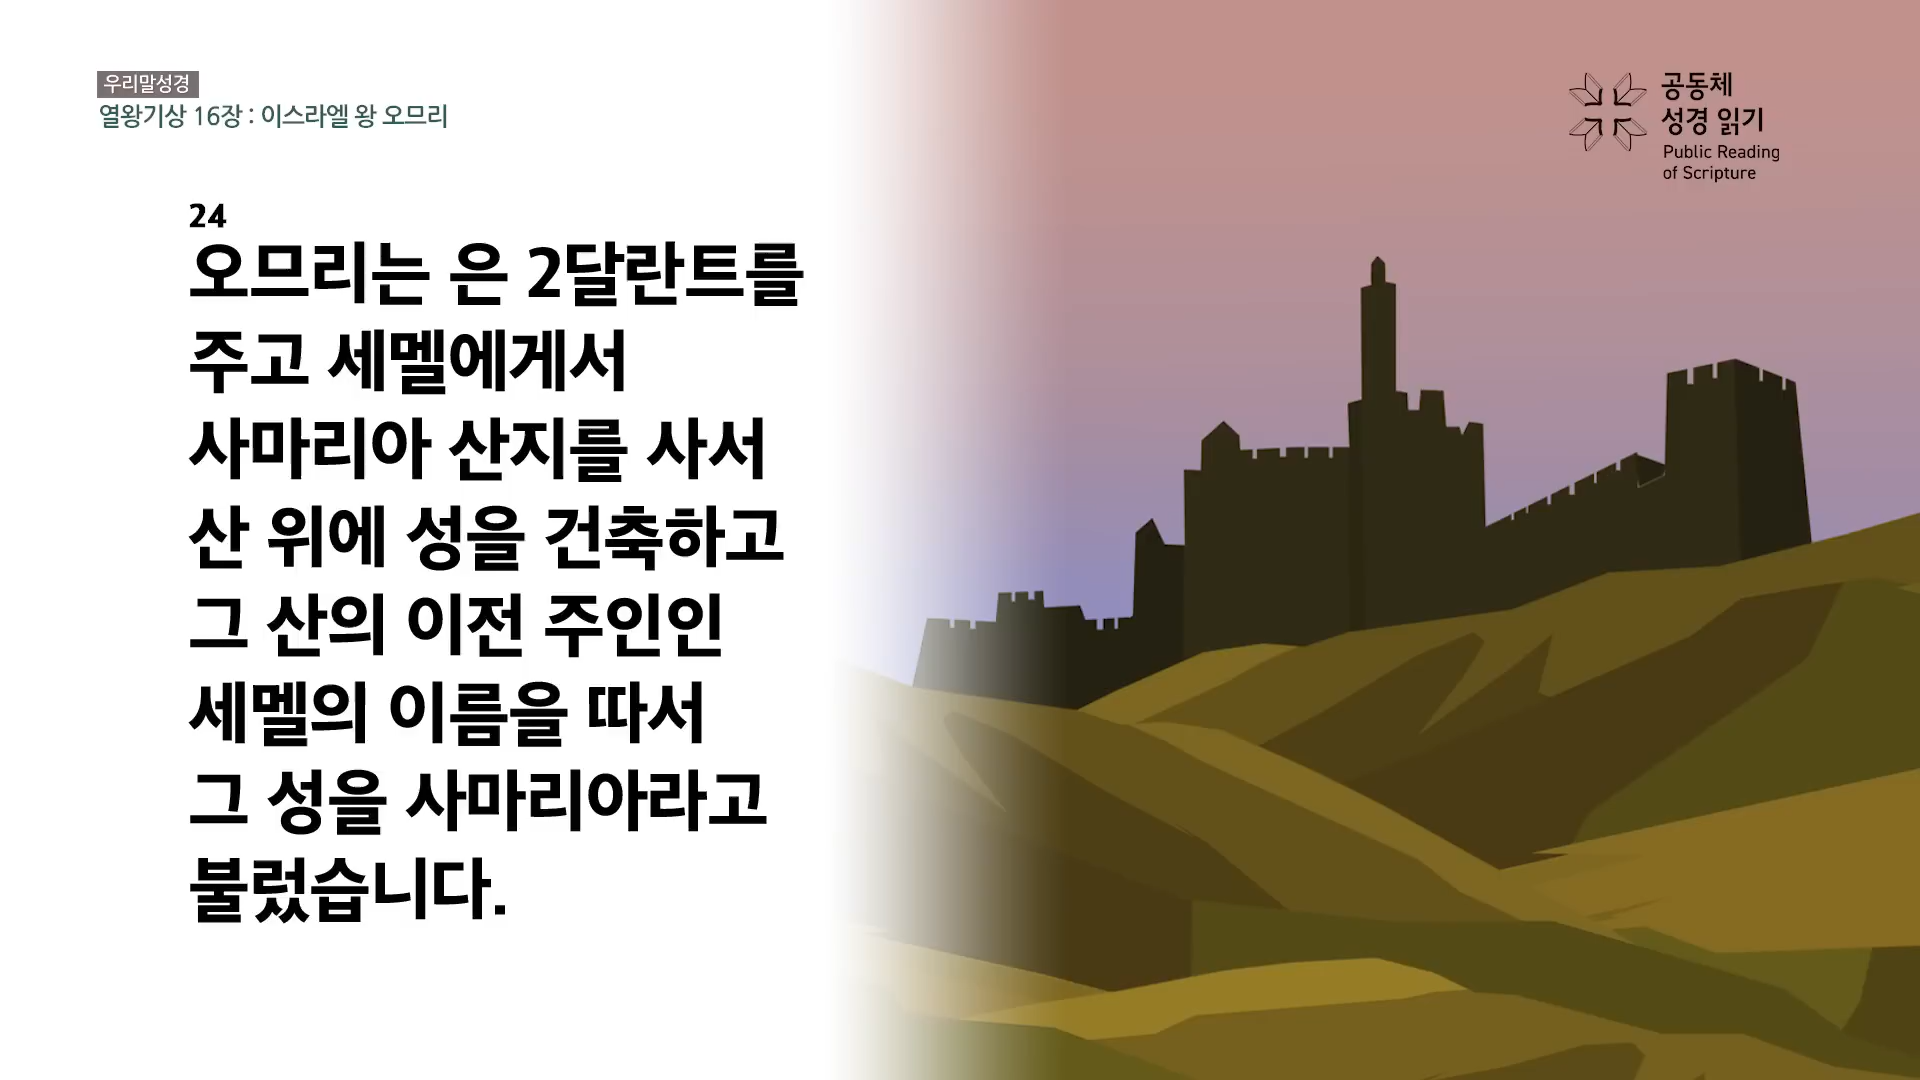 우리말성경
열왕기상 16장 : 이스라엘 왕 오므리
공동체
성경 읽기
Public Reading
of Scripture
24
오므리는 은 2달란트를
주고 세멜에게서
사마리아 산지를 사서
산 위에 성을 건축하고
그 산의 이전 주인인
세멜의 이름을 따서
그 성을 사마리아라고
불렀습니다.